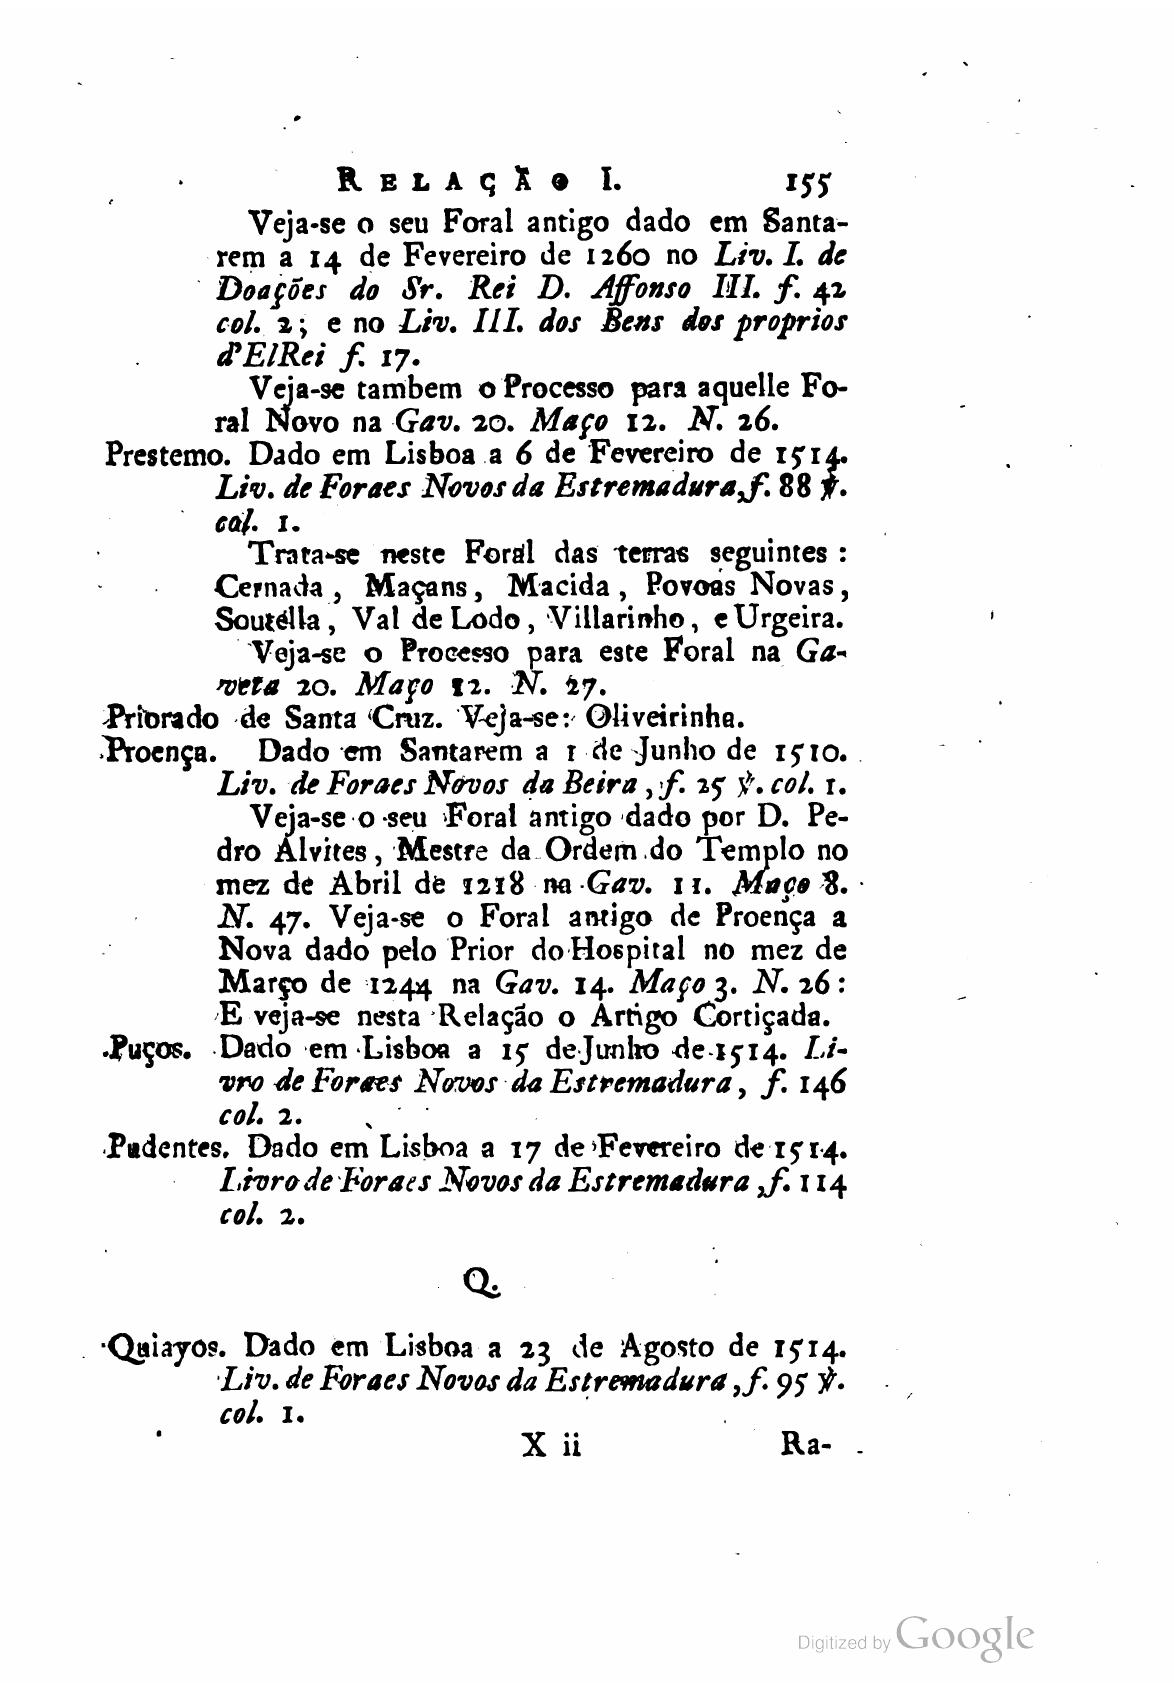 RELAÇÃO I. 155
Veja-se o seu Foral antigo dado em Santa-
rem a 14 de Fevereiro de 1260 no Liv. I. de
Doações do Sr. Rei D. Affonso III. f. 42
col. 2; e no Liv. III. dos Bens dos proprios
d'ElRei f. 17.
Veja-se tambem o Processo para aquelle Fo-
ral Novo na Gav. 20. Maço 12. N. 26.
Prestemo. Dado em Lisboa a 6 de Fevereiro de 1514.
Liv. de Foraes Novos da Estremadura, f. 88 ℣.
col. 1.
Trata-se neste Foral das terras seguintes :
Cernada, Maçans, Macida, Povoas Novas,
Soutella, Val de Lodo, Villarinho, e Urgeira.
Veja-se o Processo para este Foral na Ga-
veta 20. Maço 12. N. 27.
Priorado de Santa Cruz. Veja-se: Oliveirinha.
Proença. Dado em Santarem a 1 de Junho de 1510.
Liv. de Foraes Novos da Beira, f. 25 ℣. col. 1.
Veja-se o seu Foral antigo dado por D. Pe-
dro Alvites, Mestre da Ordem do Templo no
mez de Abril de 1218 na Gav. 11. Maço 8.
N. 47. Veja-se o Foral antigo de Proença a
Nova dado pelo Prior do Hospital no mez de
Março de 1244 na Gav. 14. Maço 3. N. 26:
E veja-se nesta Relação o Artigo Cortiçada.
Puços. Dado em Lisboa a 15 de Junho de 1514. Li-
vro de Foraes Novos da Estremadura, f. 146
col. 2.
Pudentes. Dado em Lisboa a 17 de Fevereiro de 1514.
Livro de Foraes Novos da Estremadura, f. 114
col. 2.
Q.
Quiayos. Dado em Lisboa a 23 de Agosto de 1514.
Liv. de Foraes Novos da Estremadura, f. 95 ℣.
col. 1.
X ii Ra-
Digitized by Google